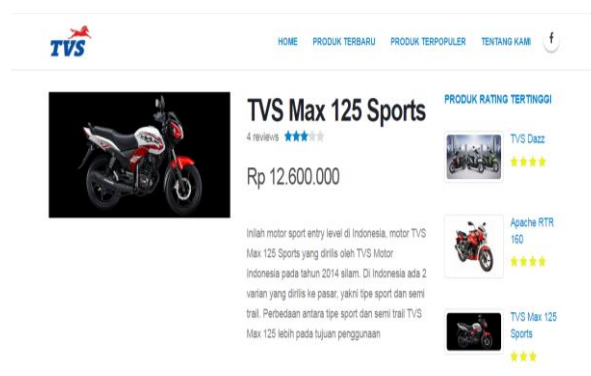 TVS
HOME PRODUK TERBARU PRODUK TERPOPULER TENTANG KAMI f
TVS Max 125 Sports
4 reviews
Rp 12.600.000
Inilah motor sport entry level di Indonesia, motor TVS
Max 125 Sports yang dirilis oleh TVS Motor
Indonesia pada tahun 2014 silam. Di Indonesia ada 2
varian yang dirilis ke pasar, yakni tipe sport dan semi
trail. Perbedaan antara tipe sport dan semi trail TVS
Max 125 lebih pada tujuan penggunaan
PRODUK RATING TERTINGGI
TVS Dazz
Apache RTR
160
TVS Max 125
Sports